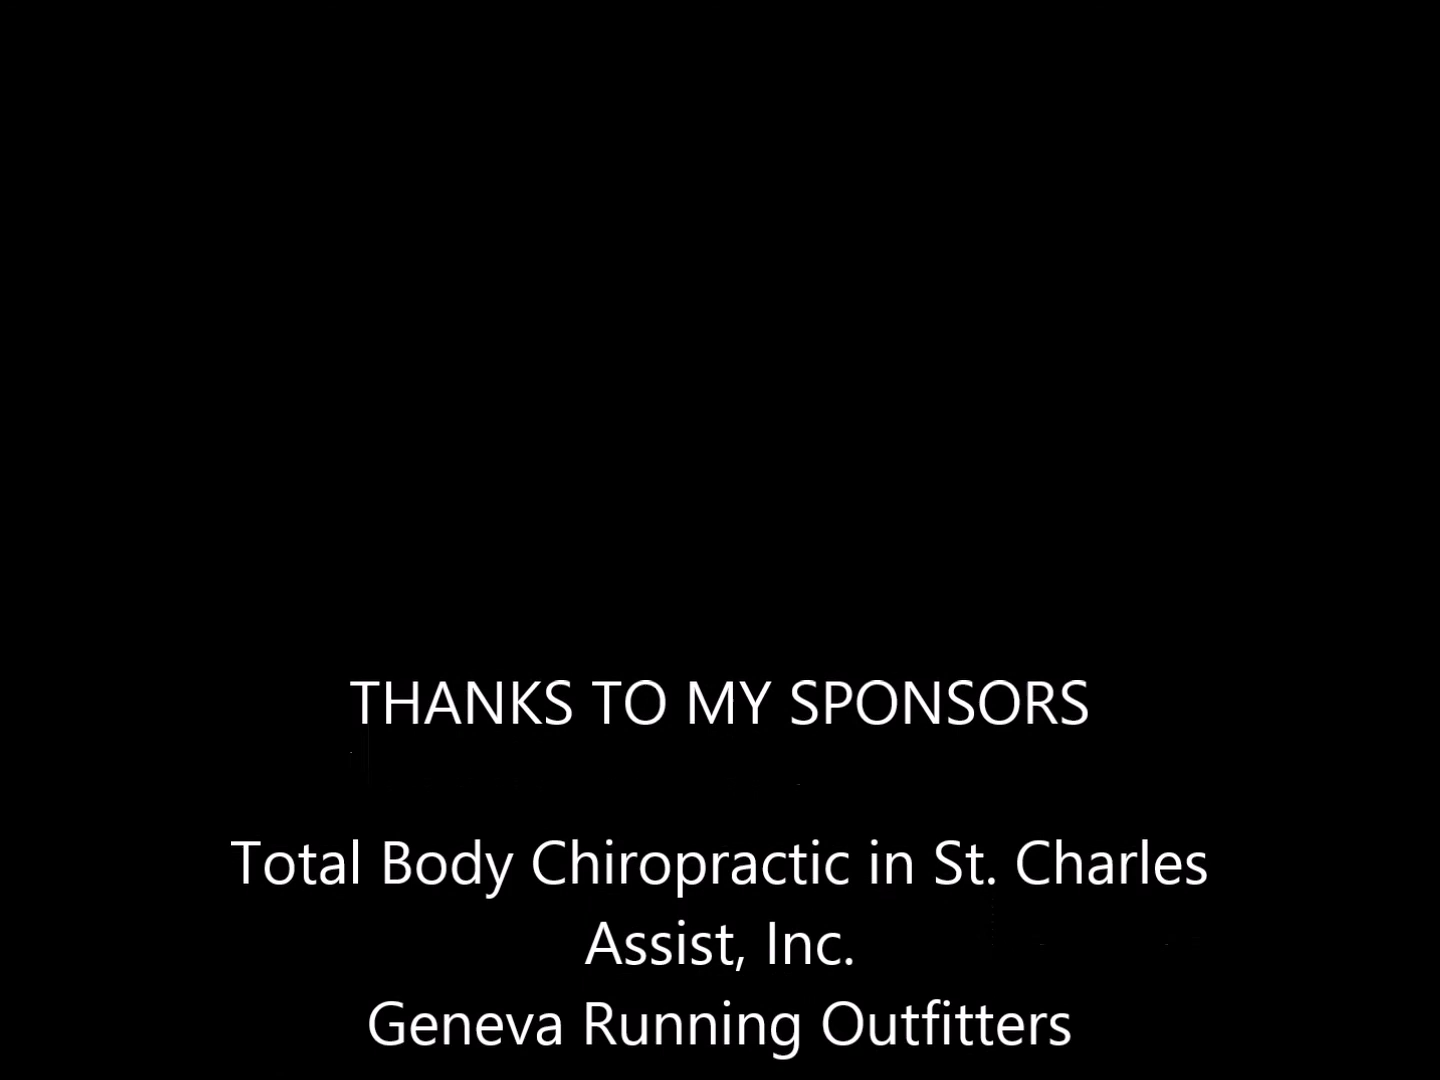 THANKS TO MY SPONSORS
Total Body Chiropractic in St. Charles
Assist, Inc.
Geneva Running Outfitters